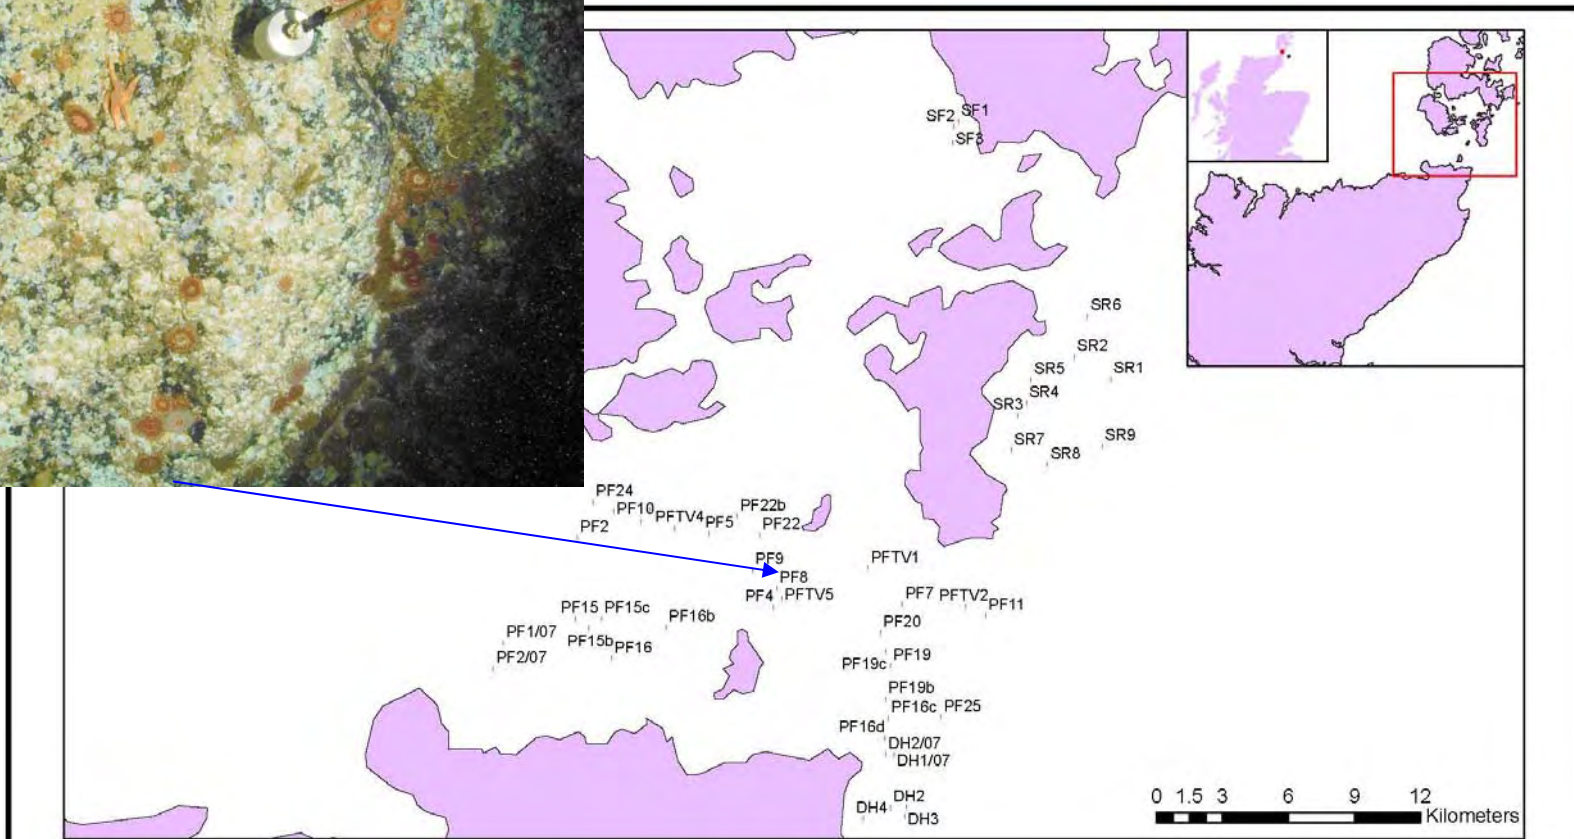 SF2 SF1
SF3
SR6
SR2
SR5 SR1
SR4
SR3
SR7 SR9
SR8
PF24
PF10 PFTV4 PF5 PF22b
PF2 PF22
PF9 PFTV1
PF8
PF4 PFTV5 PF7 PFTV2 PF11
PF15 PF15c PF16b PF20
PF1/07 PF15b PF16
PF2/07 PF19c PF19
PF19b
PF16c PF25
PF16d
DH2/07
DH1/07
DH2
DH4 DH3
0 1.5 3 6 9 12
Kilometers